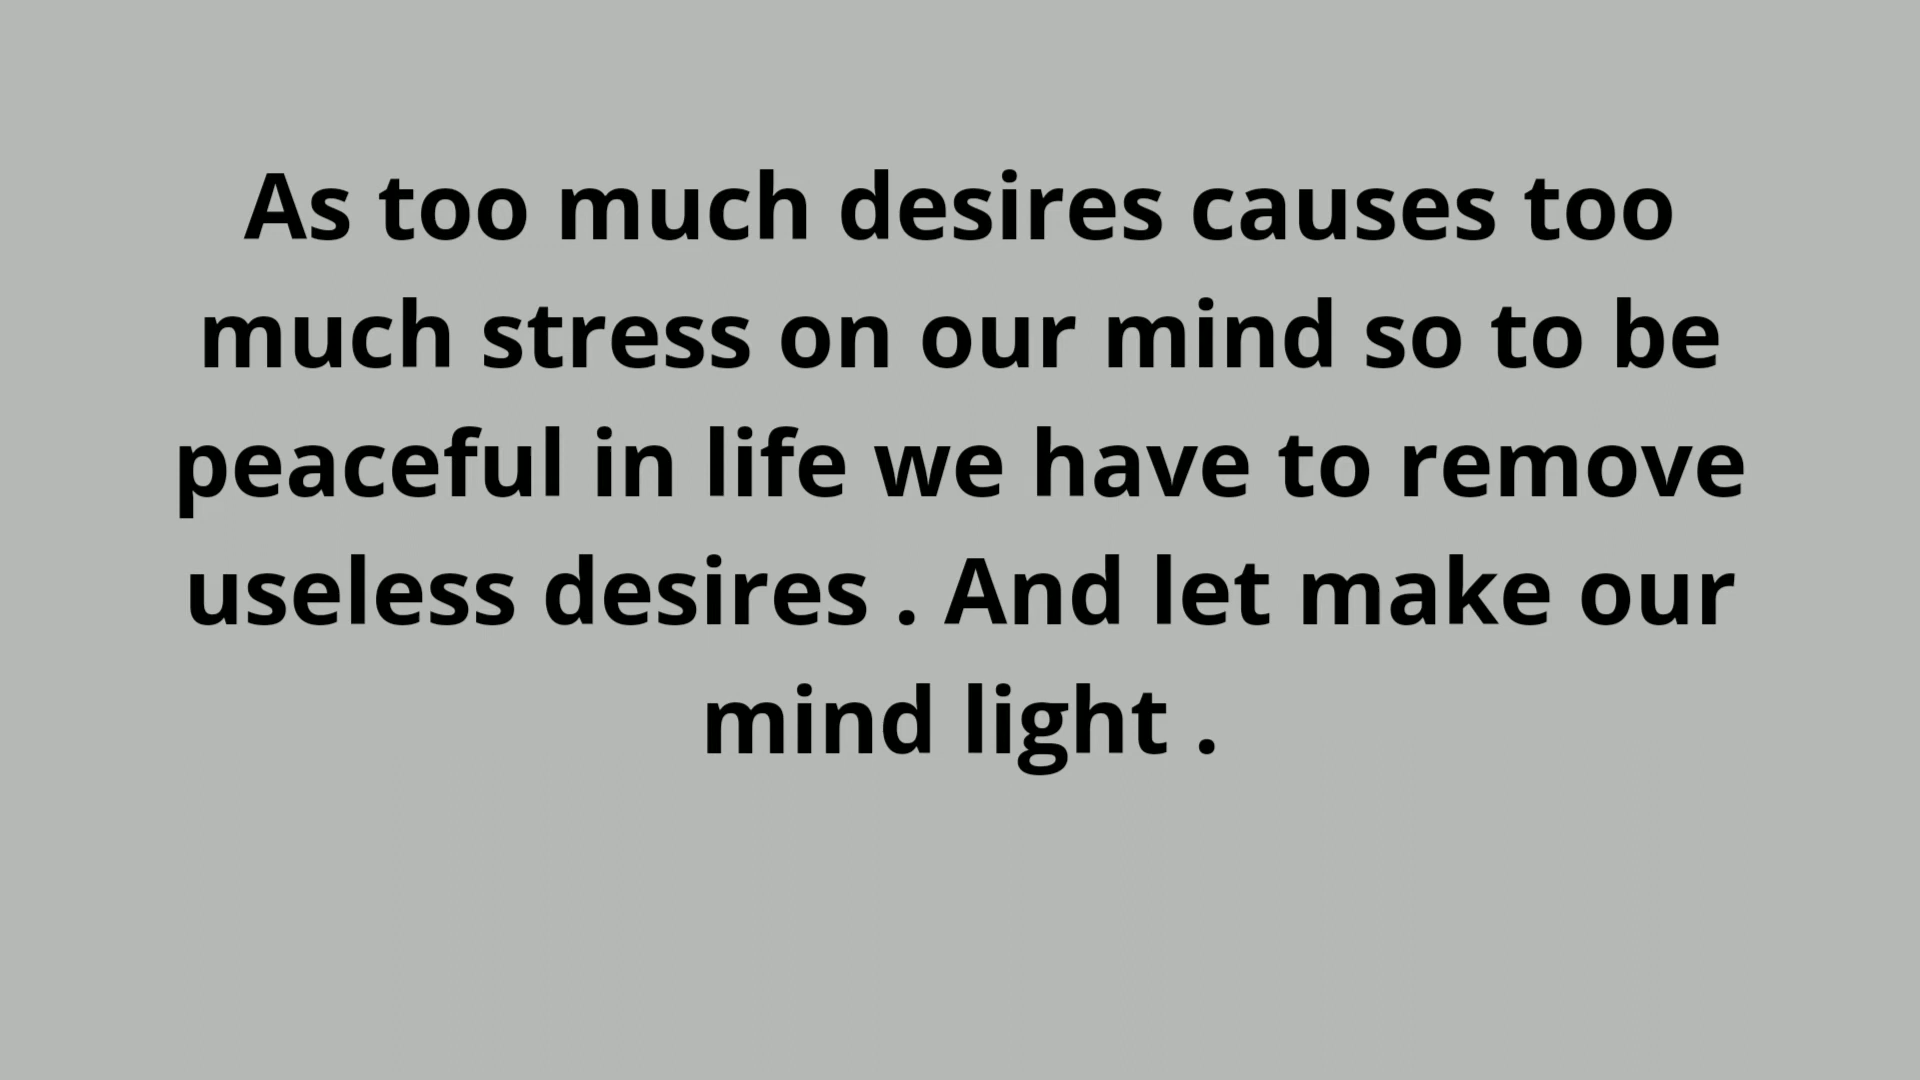 As too much desires causes too
much stress on our mind so to be
peaceful in life we have to remove
useless desires . And let make our
mind light .